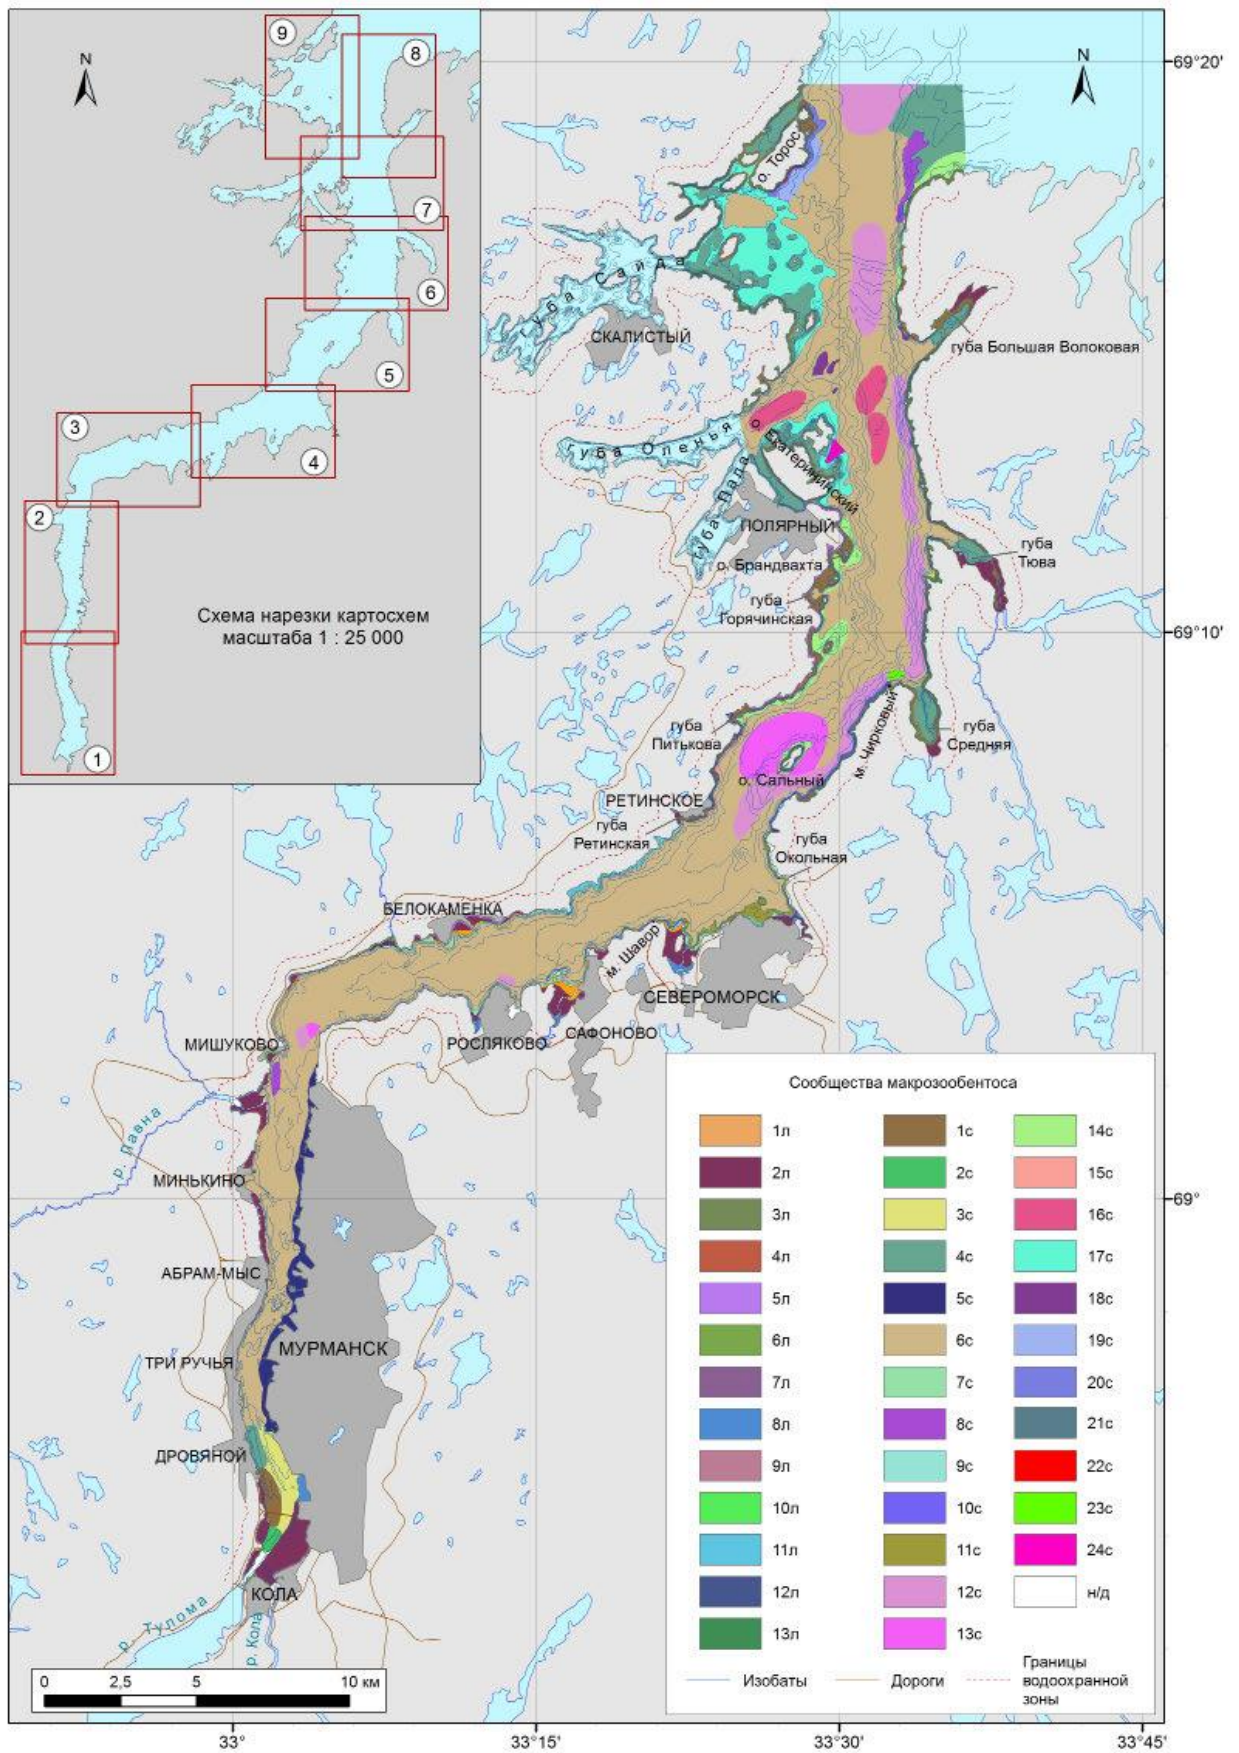 N
9
8
7
6
5
3
4
2
1
Схема нарезки картосхем
масштаба 1 : 25 000
N
69°20'
о. Торос
губа Сайда
СКАЛИСТЫЙ
губа Большая Волоковая
губа Оленья
о. Екатерининский
губа Пала
ПОЛЯРНЫЙ
губа
Тюва
о. Брандвахта
губа
Горячинская
69°10'
губа
Питькова
м. Чирковый
губа
Средняя
о. Сальный
РЕТИНСКОЕ
губа
Ретинская
губа
Окольная
БЕЛОКАМЕНКА
м. Шавор
СЕВЕРОМОРСК
САФОНОВО
РОСЛЯКОВО
МИШУКОВО
р. Лавна
МИНЬКИНО
69°
АБРАМ-МЫС
МУРМАНСК
ТРИ РУЧЬЯ
ДРОВЯНОЙ
КОЛА
р. Тулома
р. Кола
Сообщества макрозообентоса
1л 1с 14с
2л 2с 15с
3л 3с 16с
4л 4с 17с
5л 5с 18с
6л 6с 19с
7л 7с 20с
8л 8с 21с
9л 9с 22с
10л 10с 23с
11л 11с 24с
12л 12с н/д
13л 13с
Изобаты Дороги Границы
водоохранной
зоны
0 2,5 5 10 км
33° 33°15' 33°30' 33°45'